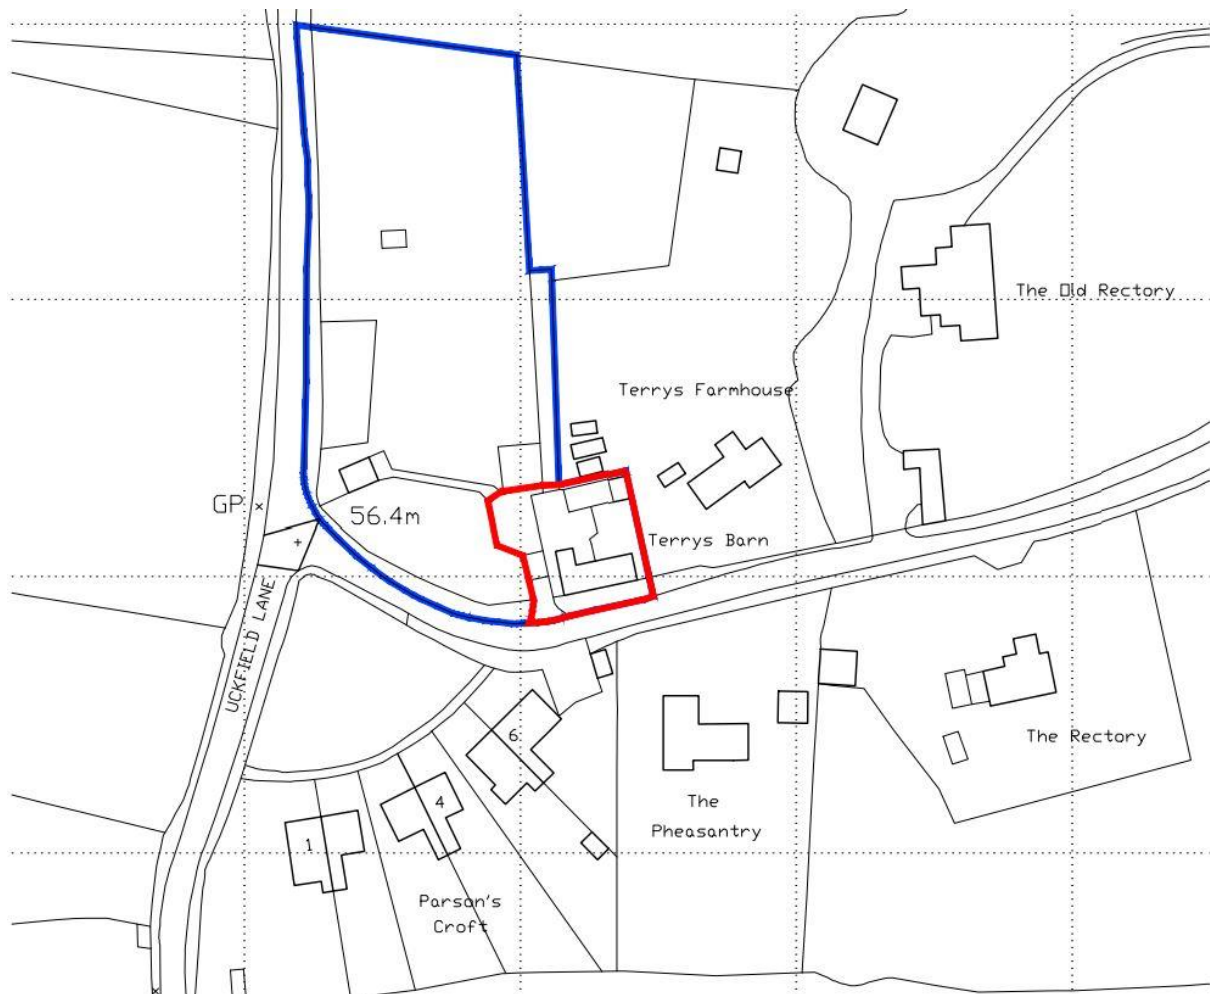 The Old Rectory
Terrys Farmhouse
GP
56.4m
Terrys Barn
UCKFIELD LANE
6
The Rectory
4
The
Pheasantry
1
Parson's
Croft